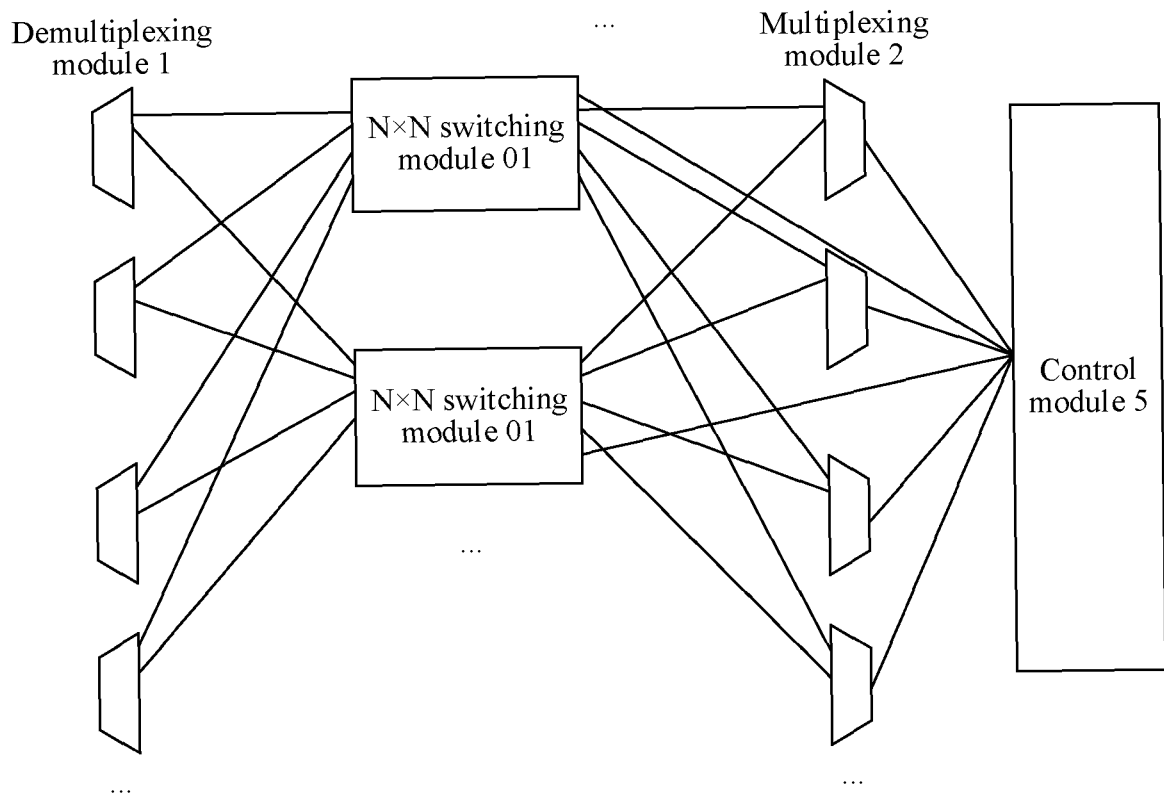 ...
Demultiplexing
module 1
Multiplexing
module 2
N×N switching
module 01
N×N switching
module 01
Control
module 5
...
...
...